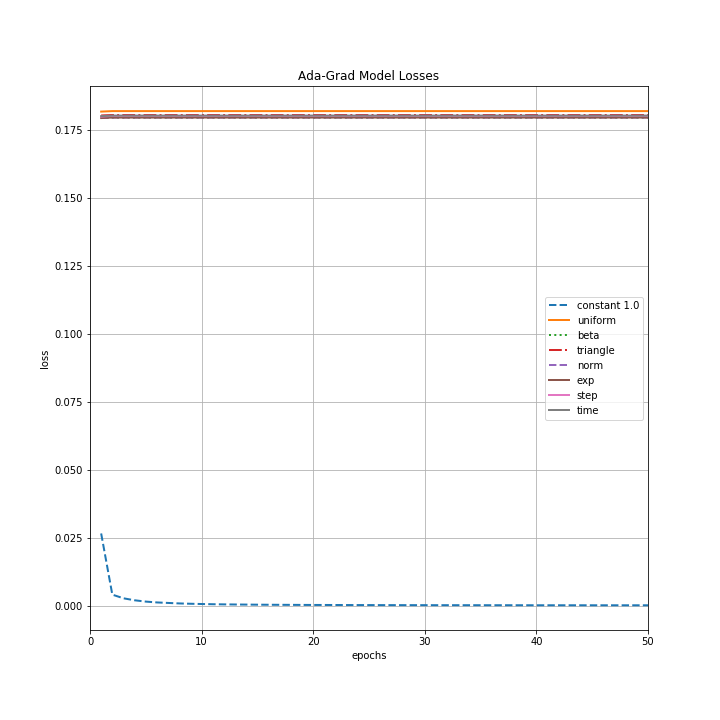 Ada-Grad Model Losses
0.175
0.150
0.125
0.100
0.075
0.050
0.025
0.000
loss
constant 1.0
uniform
beta
triangle
norm
exp
step
time
0 10 20 30 40 50
epochs